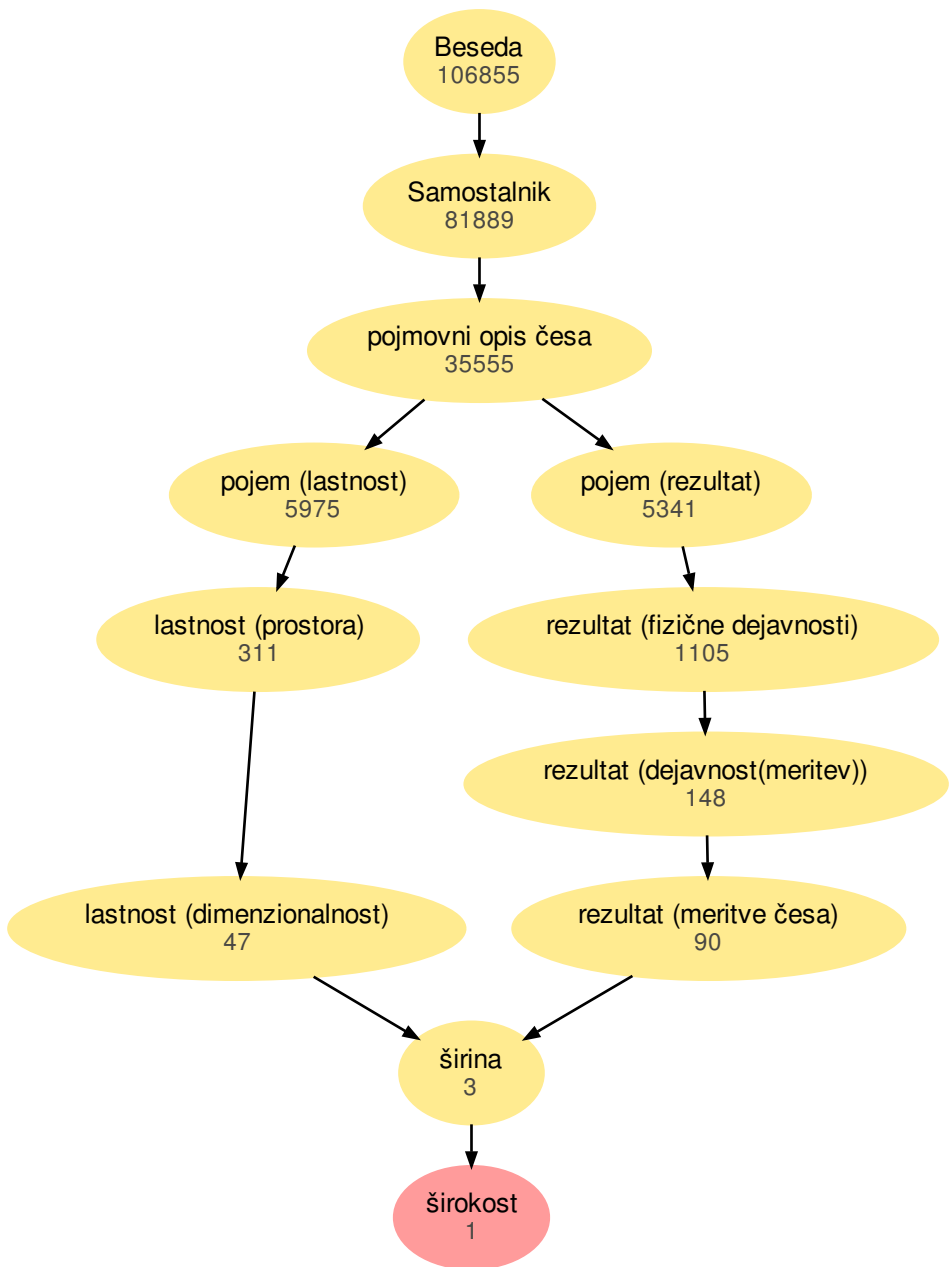 Beseda
106855
Samostalnik
81889
pojmovni opis česa
35555
pojem (lastnost)
5975
pojem (rezultat)
5341
lastnost (prostora)
311
rezultat (fizične dejavnosti)
1105
rezultat (dejavnost(meritev))
148
lastnost (dimenzionalnost)
47
rezultat (meritve česa)
90
širina
3
širokost
1